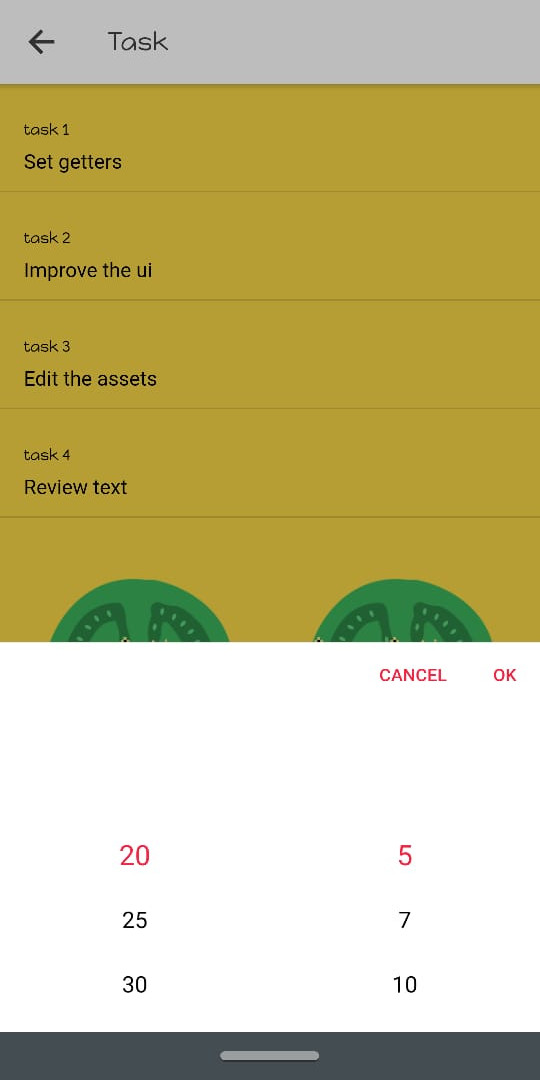 Task
task 1
Set getters
task 2
Improve the ui
task 3
Edit the assets
task 4
Review text
CANCEL OK
20 5
25 7
30 10